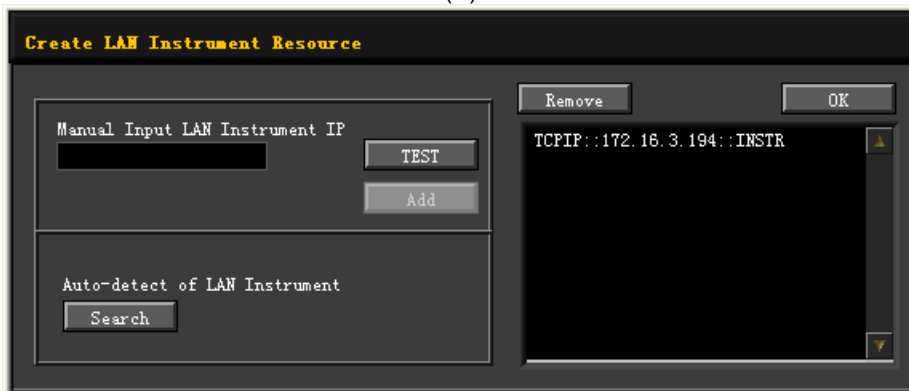 Create LAN Instrument Resource
Manual Input LAN Instrument IP
TEST
Add
Auto-detect of LAN Instrument
Search
Remove
OK
TCPIP::172.16.3.194::INSTR